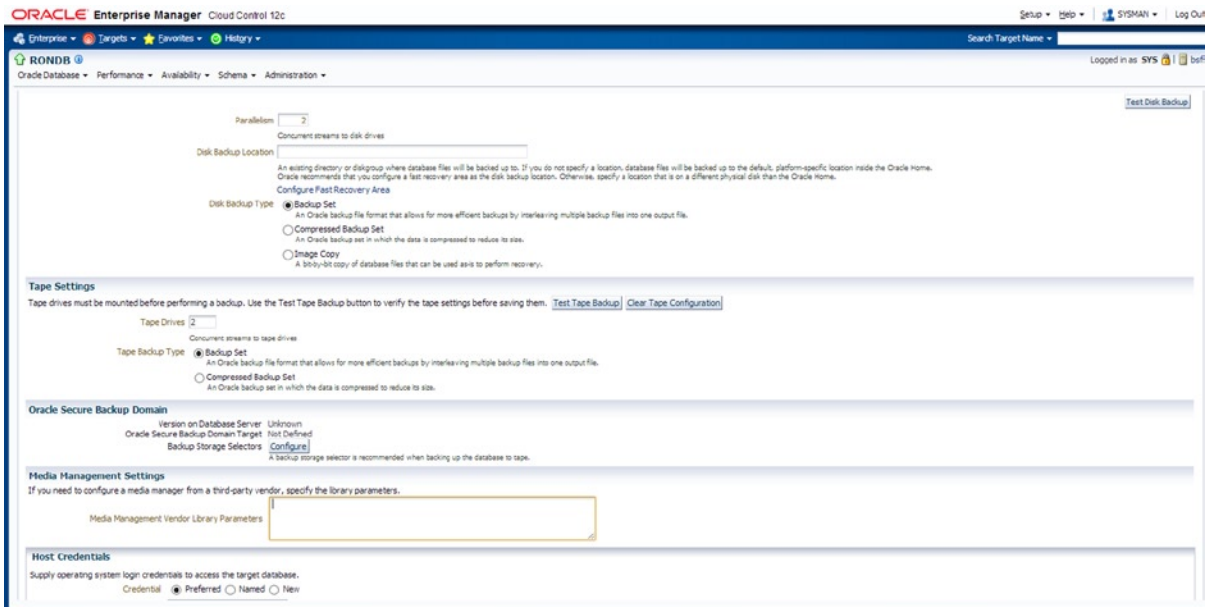 ORACLE Enterprise Manager Cloud Control 12c
Setup Help SYSMAN Log Out
Enterprise Targets Favorites History
Search Target Name
RONDB
Logged in as SYS
Oracle Database Performance Availability Schema Administration
Test Disk Backup
Parallelism 2
Concurrent streams to disk drives
Disk Backup Location
An existing directory or diskgroup where database files will be backed up to. If you do not specify a location, database files will be backed up to the default, platform-specific location inside the Oracle Home.
Oracle recommends that you configure a fast recovery area as the disk backup location. Otherwise, specify a location that is on a different physical disk than the Oracle Home.
Configure Fast Recovery Area
Disk Backup Type Backup Set
An Oracle backup file format that allows for more efficient backups by interleaving multiple backup files into one output file.
Compressed Backup Set
An Oracle backup set in which the data is compressed to reduce its size.
Image Copy
A bit-by-bit copy of database files that can be used as-is to perform recovery.
Tape Settings
Tape drives must be mounted before performing a backup. Use the Test Tape Backup button to verify the tape settings before saving them. Test Tape Backup Clear Tape Configuration
Tape Drives 2
Concurrent streams to tape drives
Tape Backup Type Backup Set
An Oracle backup file format that allows for more efficient backups by interleaving multiple backup files into one output file.
Compressed Backup Set
An Oracle backup set in which the data is compressed to reduce its size.
Oracle Secure Backup Domain
Version on Database Server Unknown
Oracle Secure Backup Domain Target Not Defined
Backup Storage Selectors Configure
A backup storage selector is recommended when backing up the database to tape.
Media Management Settings
If you need to configure a media manager from a third-party vendor, specify the library parameters.
Media Management Vendor Library Parameters
Host Credentials
Supply operating system login credentials to access the target database.
Credential Preferred Named New